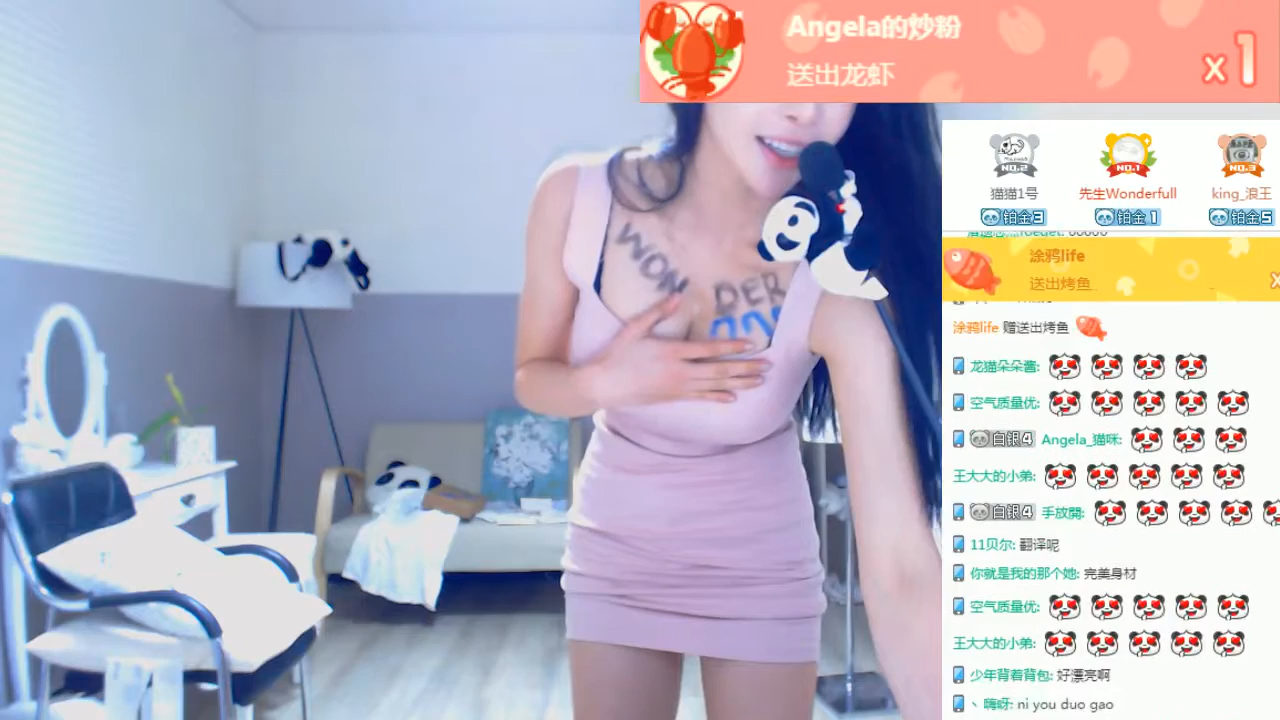 Angela的炒粉
送出龙虾
x1
NO.2
NO.1
NO.3
猫猫1号
先生Wonderfull
king_浪王
铂金3
铂金1
铂金5
涂鸦life
送出烤鱼
x
涂鸦life 赠送出烤鱼
龙猫朵朵酱:
空气质量优:
白银4 Angela_猫咪:
王大大的小弟:
白银4 手放開:
11贝尔: 翻译呢
你就是我的那个她: 完美身材
空气质量优:
王大大的小弟:
少年背着背包: 好漂亮啊
丶嗨呀: ni you duo gao
WON
DER